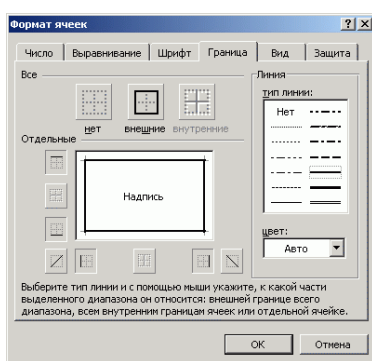 Формат ячеек
Число Выравнивание Шрифт Граница Вид Защита
Все
нет внешние внутренние
Отдельные
Надпись
Линия
тип линии:
Нет
цвет:
Авто
Выберите тип линии и с помощью мыши укажите, к какой части
выделенного диапазона он относится: внешней границе всего
диапазона, всем внутренним границам ячеек или отдельной ячейке.
ОК Отмена